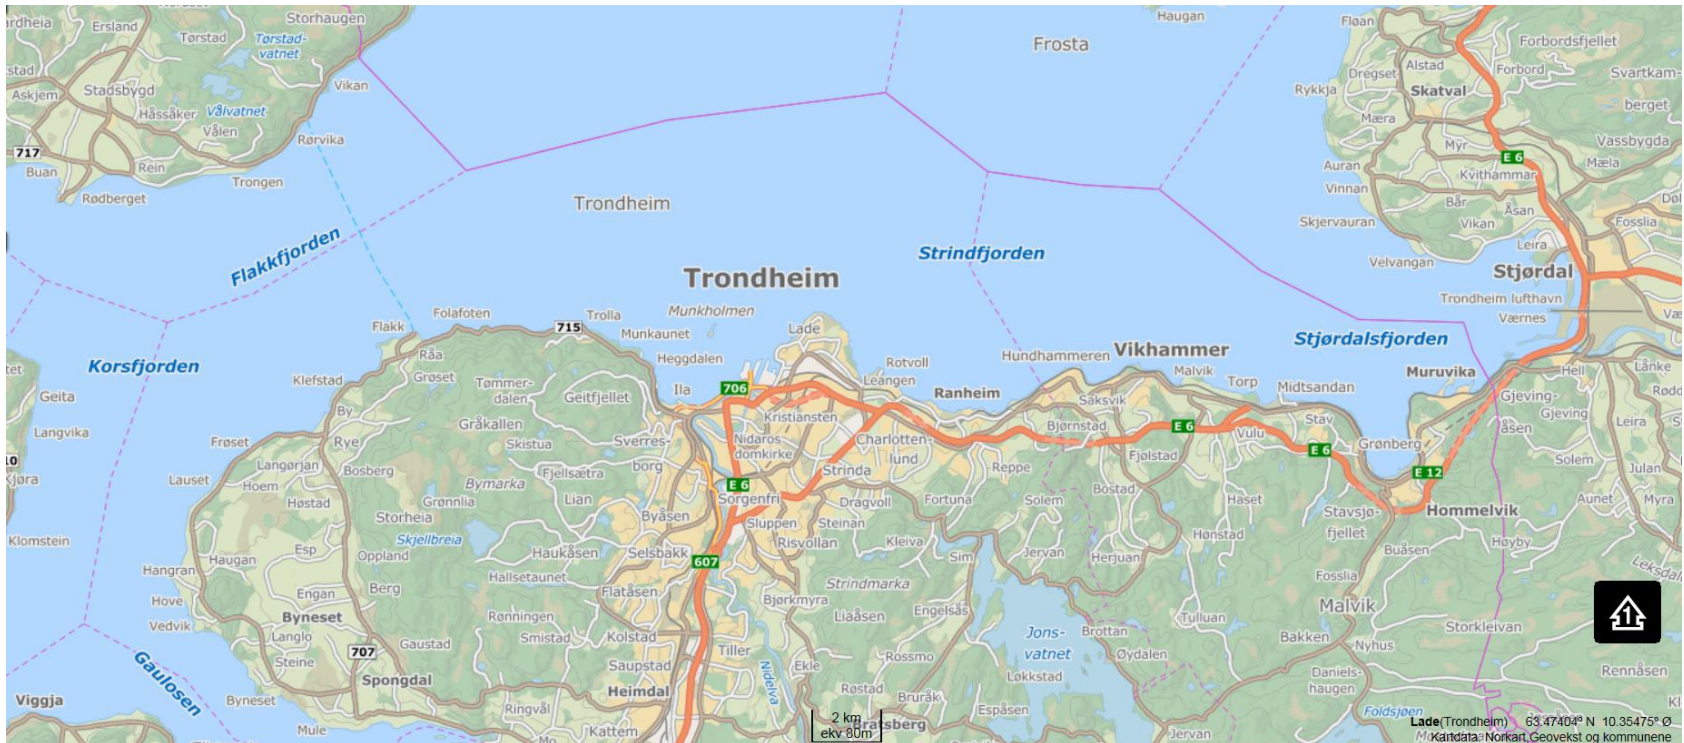 Storhaugen
Ersland
Tørstad
Tørstad-
vatnet
Haugan
Fløan
Frosta
Forbordsfjellet
Alstad
Forbord
Dregset
Svartkam-
berget
Vikan
Stadsbygd
Askjem
Håssåker
Vålvatnet
Vålen
Rykkja
Skatval
Mæra
Rørvika
Myr
Vassbygda
717
E 6
Mæla
Buan
Rein
Trongen
Auran
Kvithammar
Vinnan
Rødberget
Trondheim
Bår
Åsan
Skjervauran
Vikan
Fosslia
Flakkfjorden
Strindfjorden
Leira
Velvangan
Stjørdal
Trondheim
Trondheim lufthavn
Værnes
Folafoten
Trolla
Munkholmen
Flakk
715
Munkaunet
Lade
Stjørdalsfjorden
Råa
Heggdalen
Rotvoll
Hundhammeren
Vikhammer
Korsfjorden
Klefstad
Grøset
Tømmer-
dalen
Ila
706
Leangen
Ranheim
Malvik
Torp
Midtsandan
Muruvika
Hell
Lånke
Geita
Geitfjellet
Saksvik
Gjeving-
åsen
Gjeving
By
Gråkallen
Kristiansten
Bjørnstad
E 6
Vulu
Stav
Leira
Langvika
Frøset
Rye
Skistua
Sverres-
borg
Nidaros-
domkirke
Charlotten-
lund
Grønberg
E 6
Langørjan
Bosberg
Fjellsætra
Strinda
Reppe
Fjølstad
Solem
Julan
Lauset
Hoem
Bymarka
E 6
E 12
Høstad
Grønnlia
Lian
Sorgenfri
Dragvoll
Fortuna
Solem
Bostad
Haset
Aunet
Myra
Storheia
Byåsen
Sluppen
Steinan
Stavsjø-
fjellet
Hommelvik
Klomstein
Skjellbreia
Hønstad
Høyby
Esp
Oppland
Haukåsen
Selsbakk
Risvollan
Kleiva
Sim
Jervan
Herjuan
Buåsen
Haugan
Hangran
607
Hallsetaunet
Strindmarka
Fosslia
Engan
Berg
Flatåsen
Bjørkmyra
Hove
Engelsås
Malvik
Byneset
Rønningen
Liaåsen
Tulluan
Vedvik
Storkleivan
Langlo
Gaustad
Smistad
Kolstad
Jons-
vatnet
Brottan
Bakken
Nyhus
707
Tiller
Steine
Saupstad
Ekle
Rossmo
Øydalen
Rennåsen
Gaulosen
Spongdal
Nidelva
Løkkstad
Daniels-
haugen
Heimdal
Røstad
Viggja
Byneset
Bruråk
Espåsen
Foldsjøen
Ringvål
2 km
Bratsberg
Mule
Kattem
ekv 80m
Jervan
1
Lade(Trondheim) 63.47404° N 10.35475° Ø
Kartdata: Norkart, Geovekst og kommunene